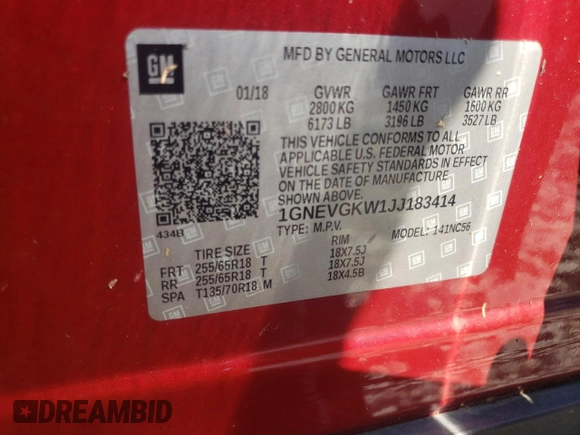 GM
MFD BY GENERAL MOTORS LLC
01/18 GVWR GAWR FRT GAWR RR
2800 KG 1450 KG 1600 KG
6173 LB 3196 LB 3527 LB
THIS VEHICLE CONFORMS TO ALL
APPLICABLE U.S. FEDERAL MOTOR
VEHICLE SAFETY STANDARDS IN EFFECT
ON THE DATE OF MANUFACTURE
SHOWN ABOVE.
1GNEVGKW1JJ183414
434B
TYPE: M.P.V. MODEL: 141NC56
TIRE SIZE RIM
FRT 255/65R18 T 18X7.5J
RR 255/65R18 T 18X7.5J
SPA T135/70R18 M 18X4.5B
DREAMBID